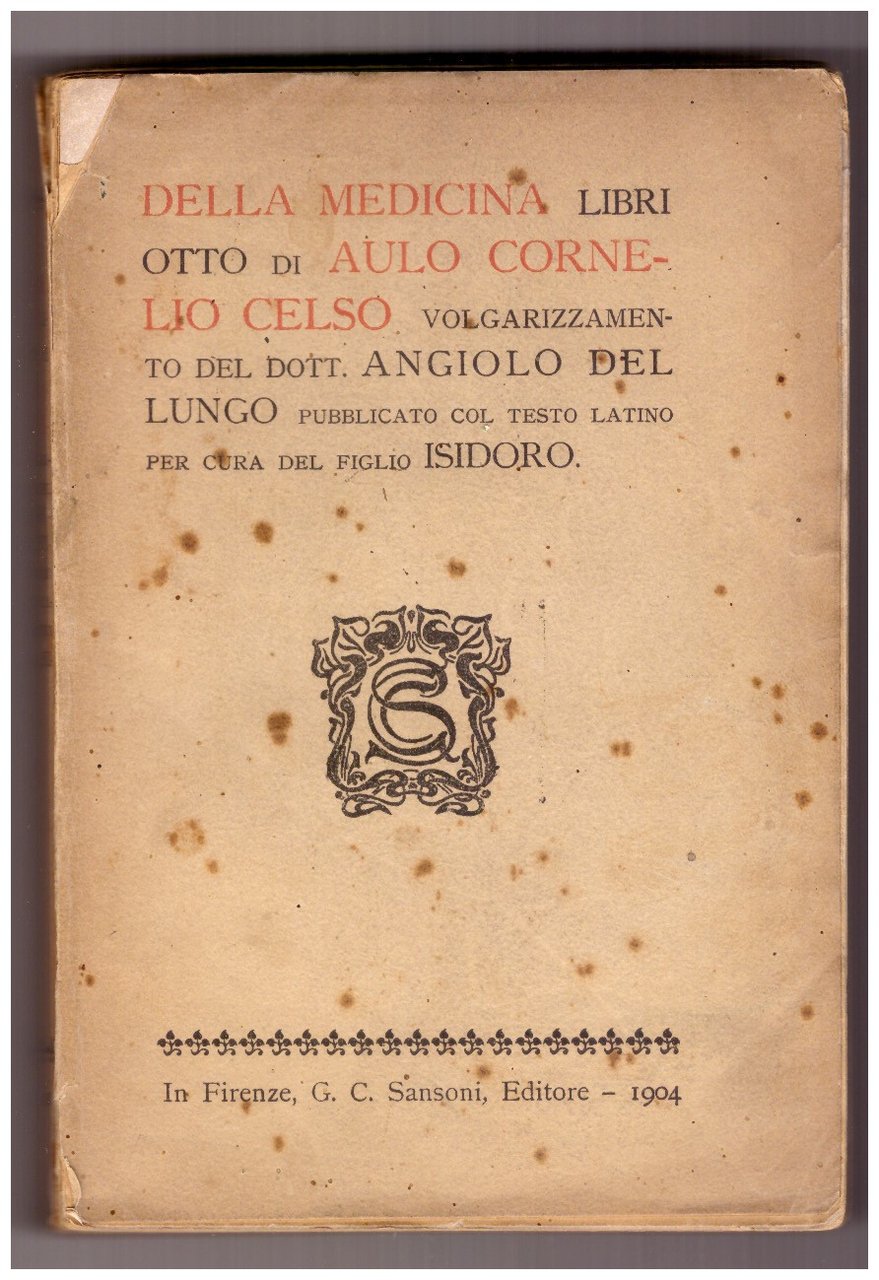 DELLA MEDICINA LIBRI
OTTO DI AULO CORNE-
LIO CELSO VOLGARIZZAMEN-
TO DEL DOTT. ANGIOLO DEL
LUNGO PUBBLICATO COL TESTO LATINO
PER CURA DEL FIGLIO ISIDORO.
CS
In Firenze, G. C. Sansoni, Editore – 1904